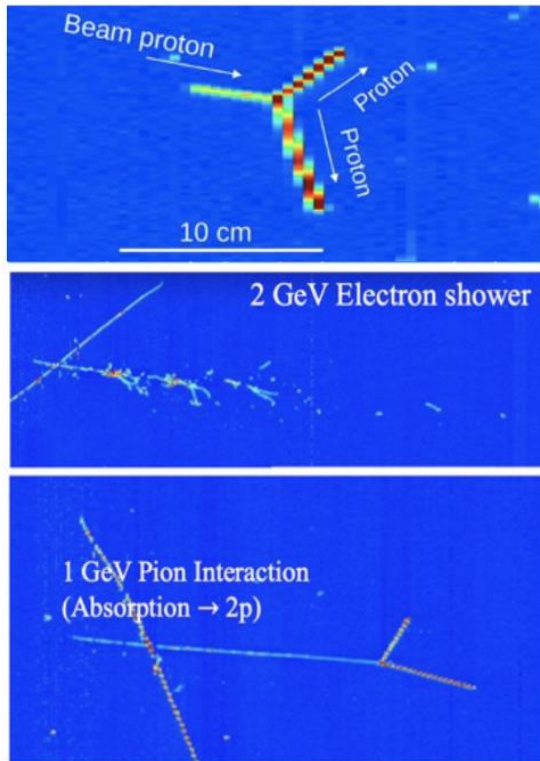 Beam proton
Proton
Proton
10 cm
2 GeV Electron shower
1 GeV Pion Interaction
(Absorption → 2p)